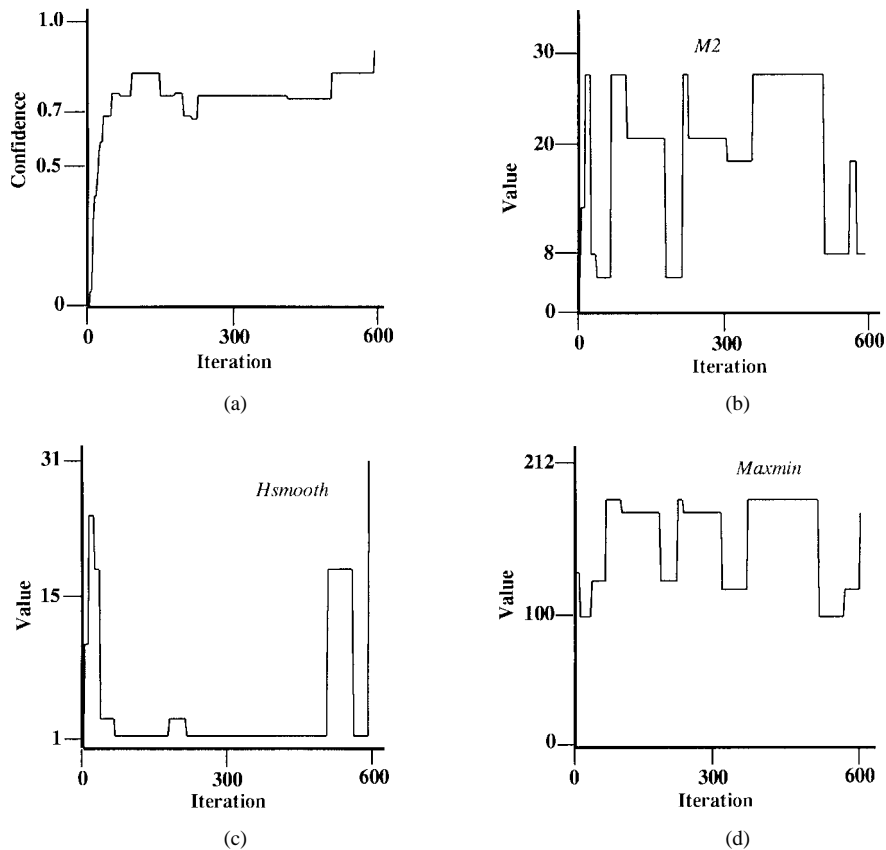 1.0
0.7
0.5
0
Confidence
0
300
600
Iteration
(a)
M2
30
20
8
0
Value
0
300
600
Iteration
(b)
Hsmooth
31
15
1
Value
0
300
600
Iteration
(c)
Maxmin
212
100
0
Value
0
300
600
Iteration
(d)